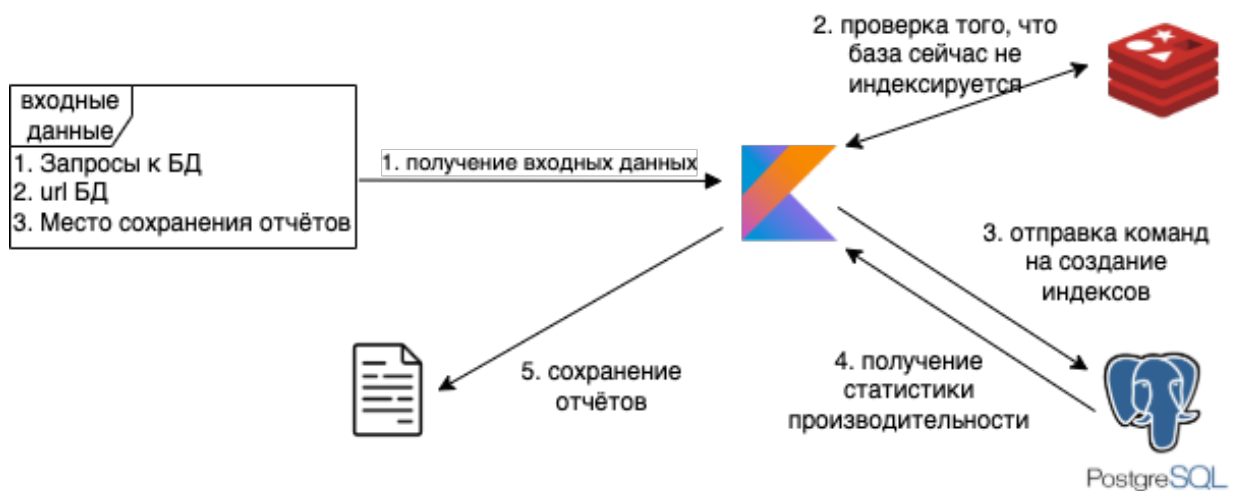 2. проверка того, что
база сейчас не
индексируется
входные
данные
1. Запросы к БД
2. url БД
3. Место сохранения отчётов
1. получение входных данных
3. отправка команд
на создание
индексов
4. получение
статистики
производительности
5. сохранение
отчётов
PostgreSQL